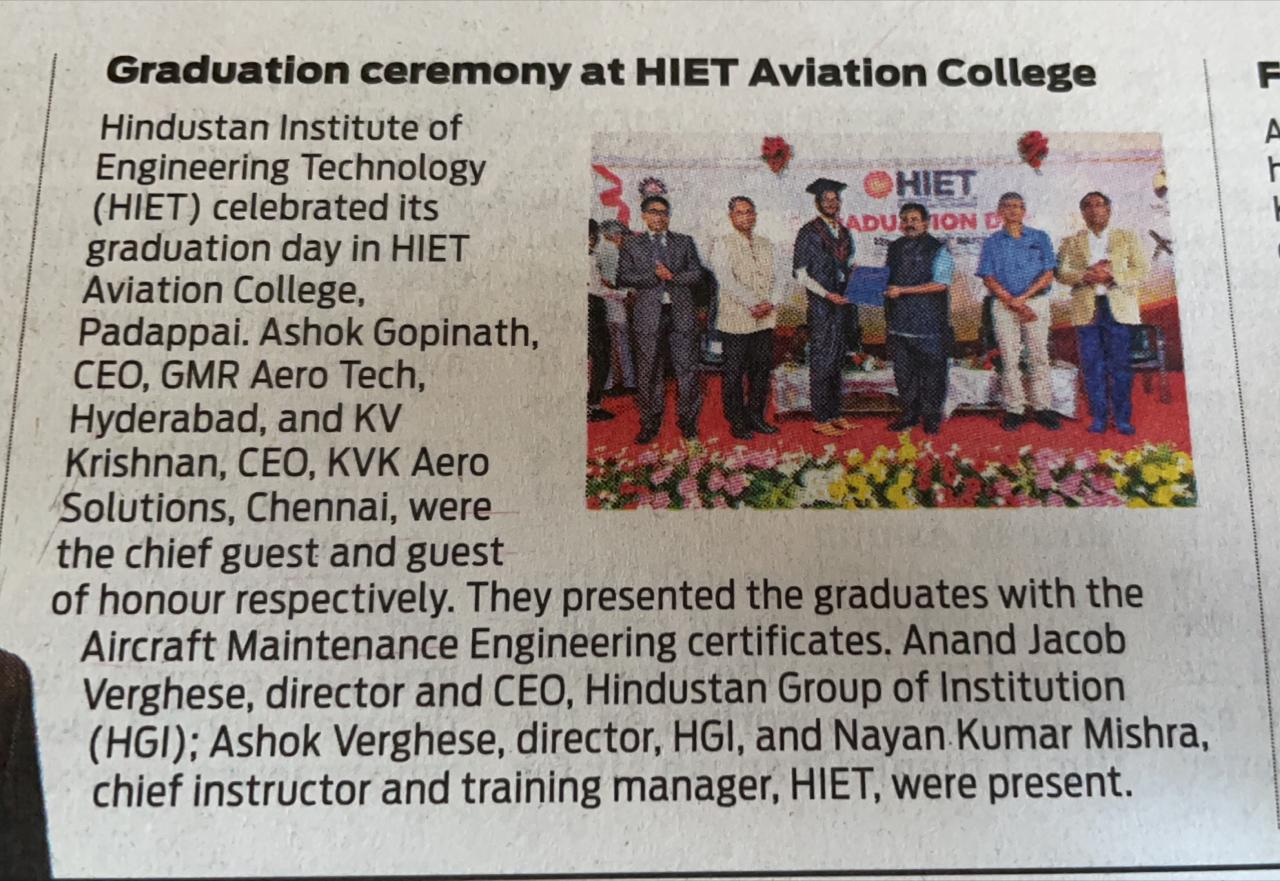 Graduation ceremony at HIET Aviation College
Hindustan Institute of
Engineering Technology
(HIET) celebrated its
graduation day in HIET
Aviation College,
Padappai. Ashok Gopinath,
CEO, GMR Aero Tech,
Hyderabad, and KV
Krishnan, CEO, KVK Aero
Solutions, Chennai, were
the chief guest and guest
of honour respectively. They presented the graduates with the
Aircraft Maintenance Engineering certificates. Anand Jacob
Verghese, director and CEO, Hindustan Group of Institution
(HGI); Ashok Verghese, director, HGI, and Nayan Kumar Mishra,
chief instructor and training manager, HIET, were present.
HIET